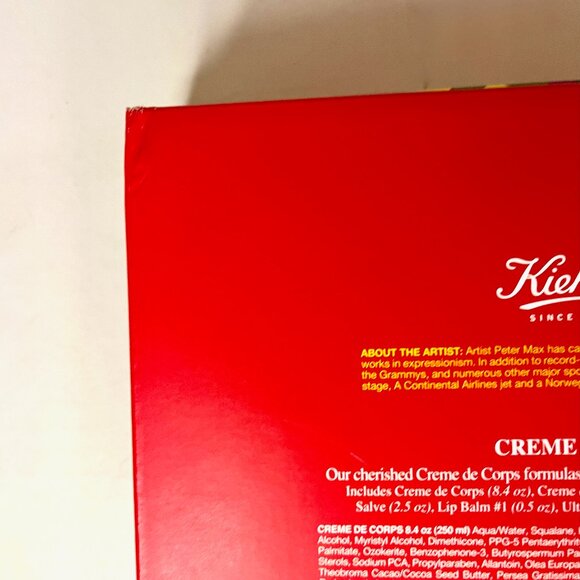 Kieh
SINCE
ABOUT THE ARTIST: Artist Peter Max has ca
works in expressionism. In addition to record-
the Grammys, and numerous other major spo
stage, A Continental Airlines jet and a Norweg
CREME
Our cherished Creme de Corps formulas
Includes Creme de Corps (8.4 oz), Creme
Salve (2.5 oz), Lip Balm #1 (0.5 oz), Ult
CREME DE CORPS 8.4 oz (250 ml) Aqua/Water, Squalane,
Alcohol, Myristyl Alcohol, Dimethicone, PPG-5 Pentaerythrit
Palmitate, Ozokerite, Benzophenone-3, Butyrospermum Pa
Sterols, Sodium PCA, Propylparaben, Allantoin, Olea Europa
Theobroma Cacao/Cocoa Seed Butter, Persea Gratissima